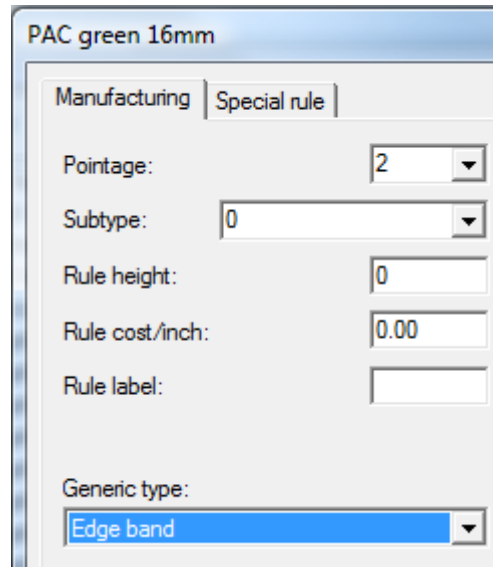 PAC green 16mm
Manufacturing Special rule
Pointage: 2
Subtype: 0
Rule height: 0
Rule cost/inch: 0.00
Rule label:
Generic type:
Edge band